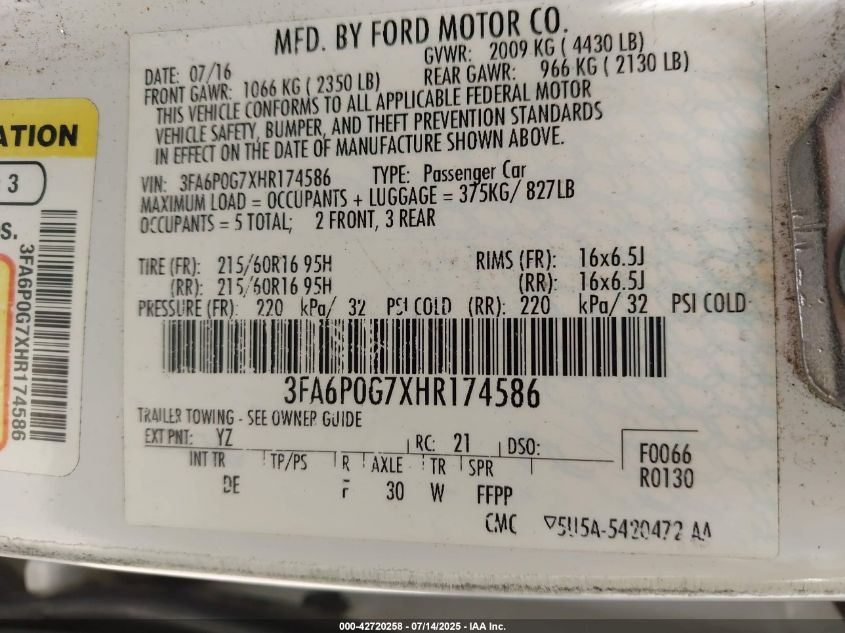 MFD. BY FORD MOTOR CO.
DATE: 07/16 GVWR: 2009 KG ( 4430 LB)
FRONT GAWR: 1066 KG ( 2350 LB) REAR GAWR: 966 KG ( 2130 LB)
THIS VEHICLE CONFORMS TO ALL APPLICABLE FEDERAL MOTOR
VEHICLE SAFETY, BUMPER, AND THEFT PREVENTION STANDARDS
IN EFFECT ON THE DATE OF MANUFACTURE SHOWN ABOVE.
VIN: 3FA6P0G7XHR174586 TYPE: Passenger Car
MAXIMUM LOAD = OCCUPANTS + LUGGAGE = 375KG/ 827LB
OCCUPANTS = 5 TOTAL; 2 FRONT, 3 REAR
TIRE (FR): 215/60R16 95H RIMS (FR): 16x6.5J
(RR): 215/60R16 95H (RR): 16x6.5J
PRESSURE (FR): 220 kPa/ 32 PSI COLD (RR): 220 kPa/ 32 PSI COLD
3FA6P0G7XHR174586
TRAILER TOWING - SEE OWNER GUIDE
EXT PNT: YZ RC: 21 DSO:
INT TR TP/PS R AXLE TR SPR
DE F 30 W FFPP
F0066
R0130
CMC ▽5U5A-5420472 AA
ATION
3
S.
3FA6P0G7XHR174586
000-42720258 - 07/14/2025 - IAA Inc.